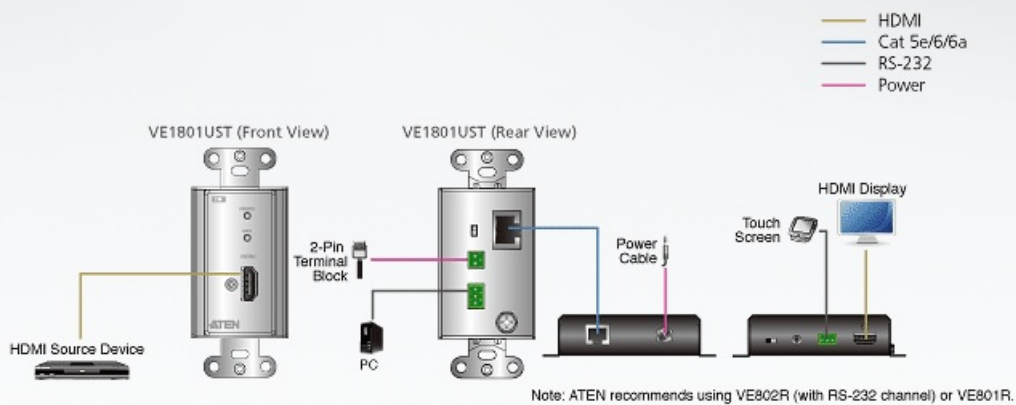 HDMI
Cat 5e/6/6a
RS-232
Power
VE1801UST (Front View)
VE1801UST (Rear View)
HDMI Display
Touch
Screen
2-Pin
Terminal
Block
Power
Cable
ATEN
HDMI Source Device
PC
Note: ATEN recommends using VE802R (with RS-232 channel) or VE801R.